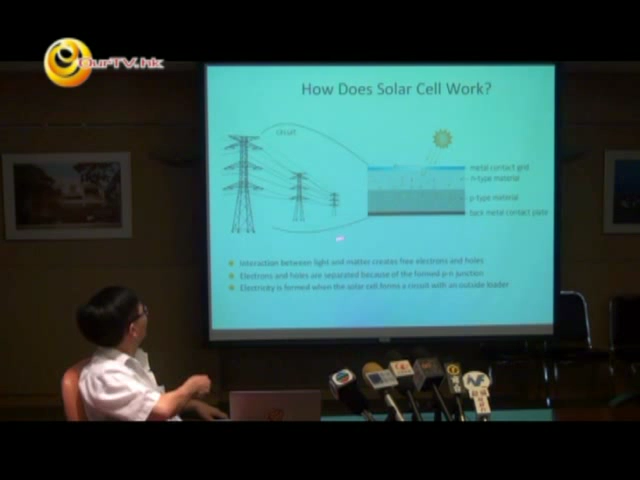 OurTV.hk
How Does Solar Cell Work?
circuit
metal contact grid
n-type material
p-type material
back metal contact plate
Interaction between light and matter creates free electrons and holes
Electrons and holes are separated because of the formed p-n junction
Electricity is formed when the solar cell forms a circuit with an outside loader